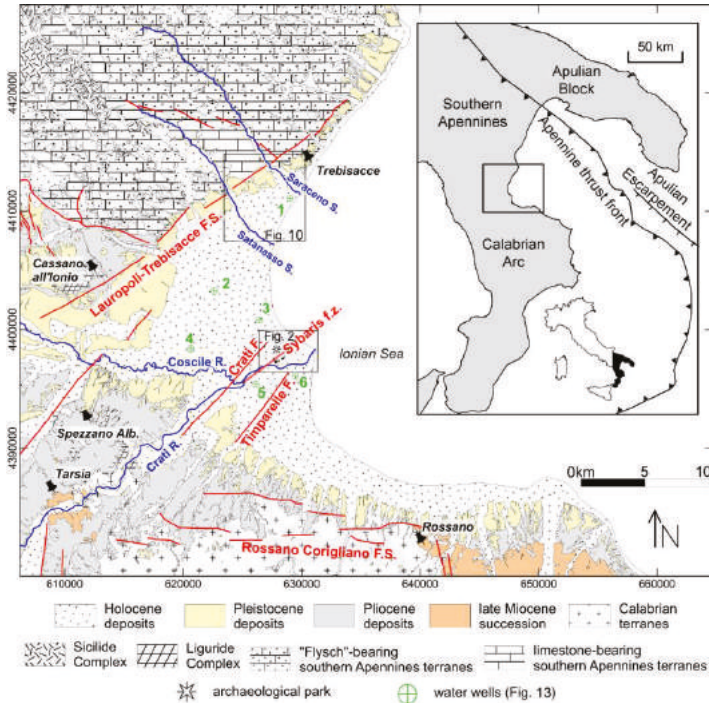 50 km
Apulian
Block
Southern
Apennines
Apennine thrust front
Apulian
Escarpement
Calabrian
Arc
4420000
4410000
4400000
4390000
Trebisacce
Saraceno S.
1
Fig. 10
Satanasso S.
Lauropoli-Trebisacce F.S.
Cassano
all'Ionio
2
3
4
Fig. 2
Sybaris f.z.
Crati F.
Ionian Sea
Coscile R.
5
6
Timparelle F.
Spezzano Alb.
Crati R.
Tarsia
0km 5 10
N
Rossano
Rossano Corigliano F.S.
610000 620000 630000 640000 650000 660000
Holocene
deposits
Pleistocene
deposits
Pliocene
deposits
late Miocene
succession
Calabrian
terranes
Sicilide
Complex
Liguride
Complex
"Flysch"-bearing
southern Apennines terranes
limestone-bearing
southern Apennines terranes
archaeological park
water wells (Fig. 13)